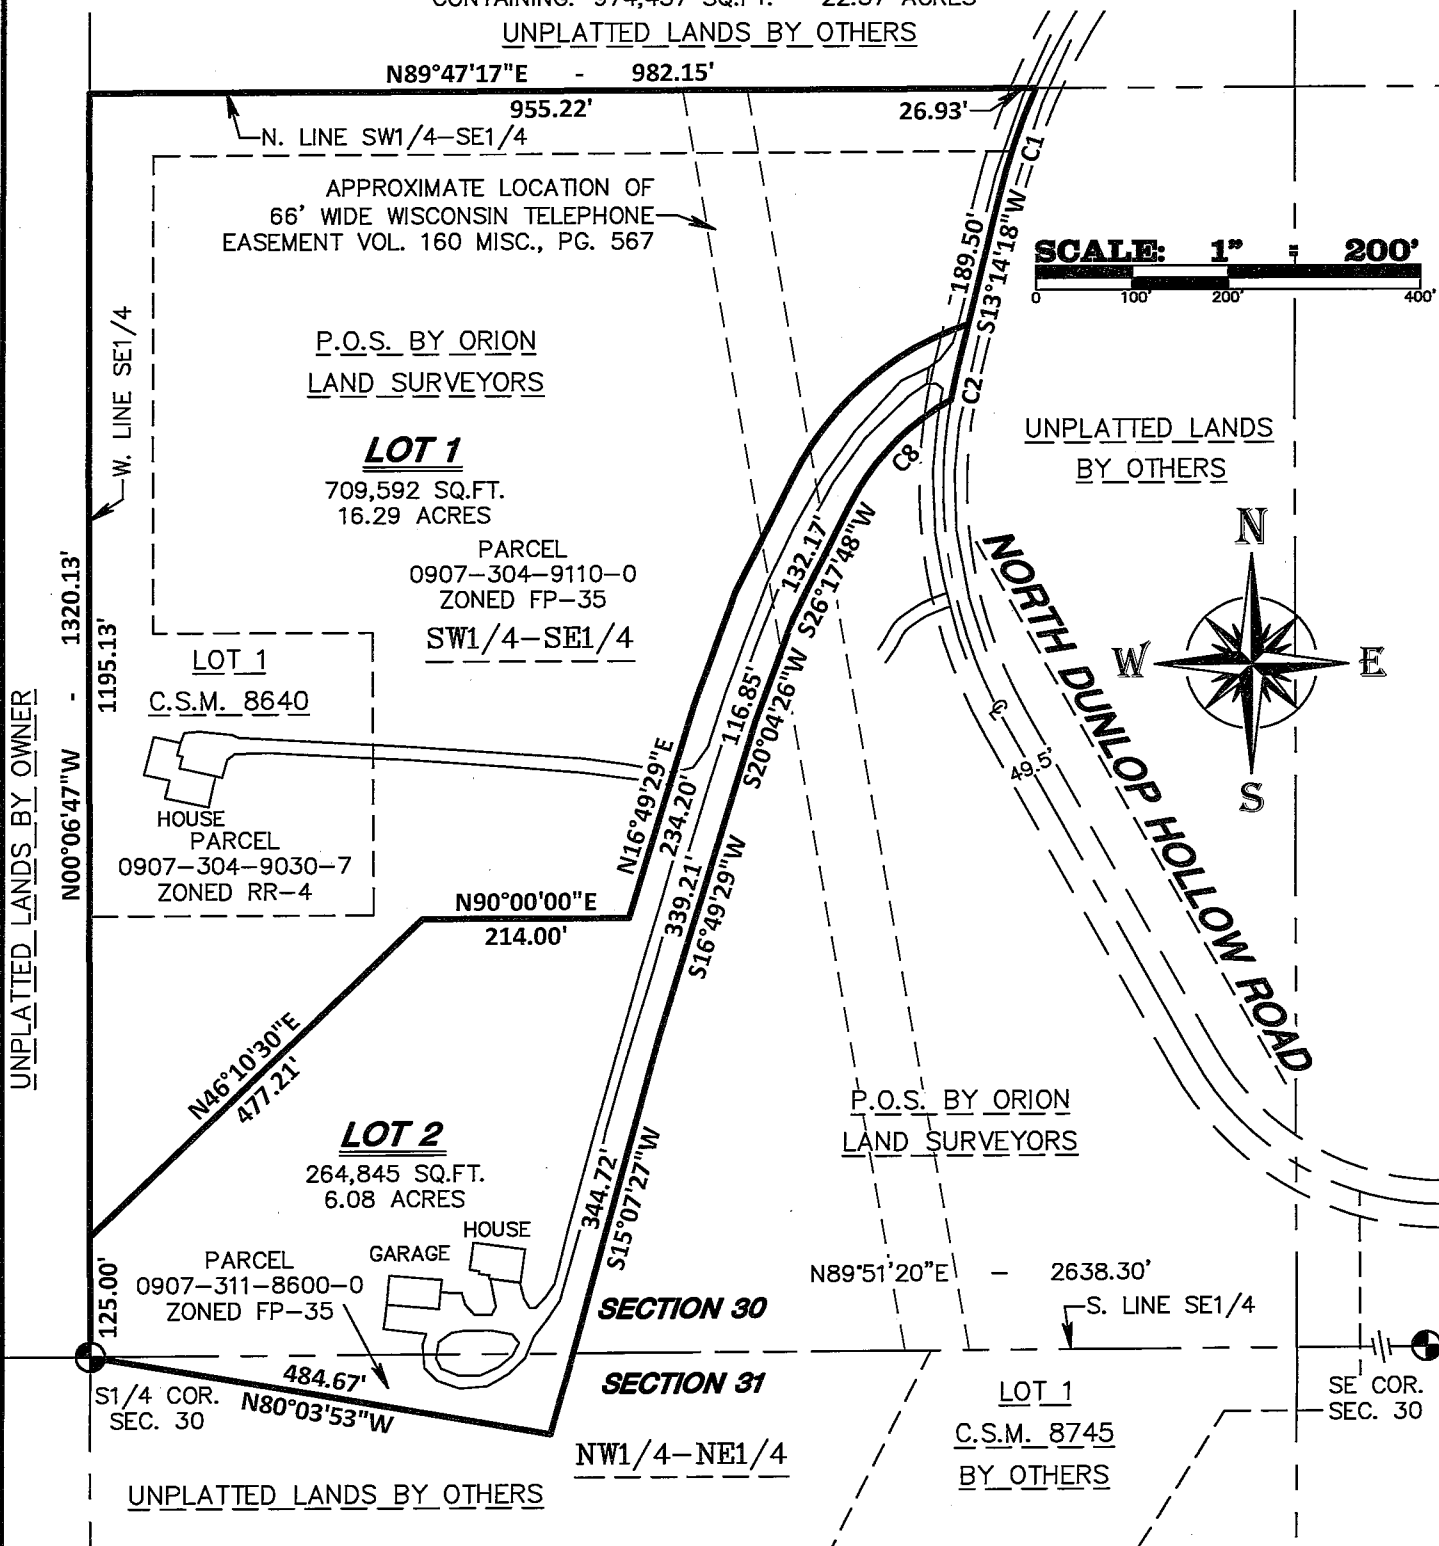 CONTAINING: 974,437 SQ.FT. 22.37 ACRES
UNPLATTED LANDS BY OTHERS
N89°47'17"E - 982.15'
955.22'
26.93'
N. LINE SW1/4-SE1/4
C1
APPROXIMATE LOCATION OF
66' WIDE WISCONSIN TELEPHONE
EASEMENT VOL. 160 MISC., PG. 567
189.50'
S13°14'18"W
SCALE: 1" = 200'
0 100' 200' 400'
W. LINE SE1/4
P.O.S. BY ORION
LAND SURVEYORS
C2
UNPLATTED LANDS
BY OTHERS
LOT 1
709,592 SQ.FT.
16.29 ACRES
C8
PARCEL
0907-304-9110-0
ZONED FP-35
SW1/4-SE1/4
132.17'
S26°17'48"W
N
W E
S
NORTH DUNLOP HOLLOW ROAD
49.5'
UNPLATTED LANDS BY OWNER
N00°06'47"W - 1320.13'
1195.13'
LOT 1
C.S.M. 8640
HOUSE
PARCEL
0907-304-9030-7
ZONED RR-4
116.85'
S20°04'26"W
N16°49'29"E
234.20'
339.21'
S16°49'29"W
N90°00'00"E
214.00'
N46°10'30"E
477.21'
LOT 2
264,845 SQ.FT.
6.08 ACRES
P.O.S. BY ORION
LAND SURVEYORS
344.72'
S15°07'27"W
HOUSE
GARAGE
PARCEL
0907-311-8600-0
ZONED FP-35
125.00'
N89°51'20"E - 2638.30'
S. LINE SE1/4
SECTION 30
SECTION 31
484.67'
N80°03'53"W
S1/4 COR.
SEC. 30
LOT 1
C.S.M. 8745
BY OTHERS
SE COR.
SEC. 30
NW1/4-NE1/4
UNPLATTED LANDS BY OTHERS